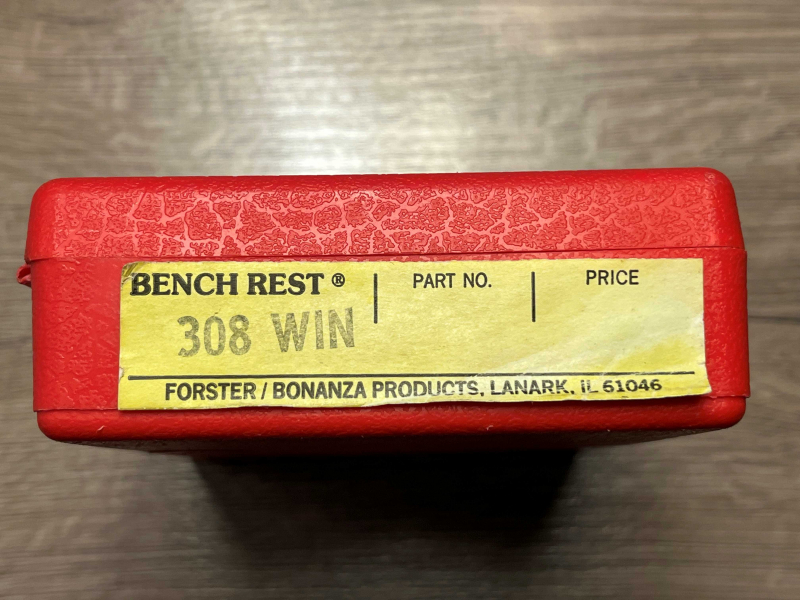 BENCH REST® | PART NO. | PRICE
308 WIN
FORSTER / BONANZA PRODUCTS, LANARK, IL 61046